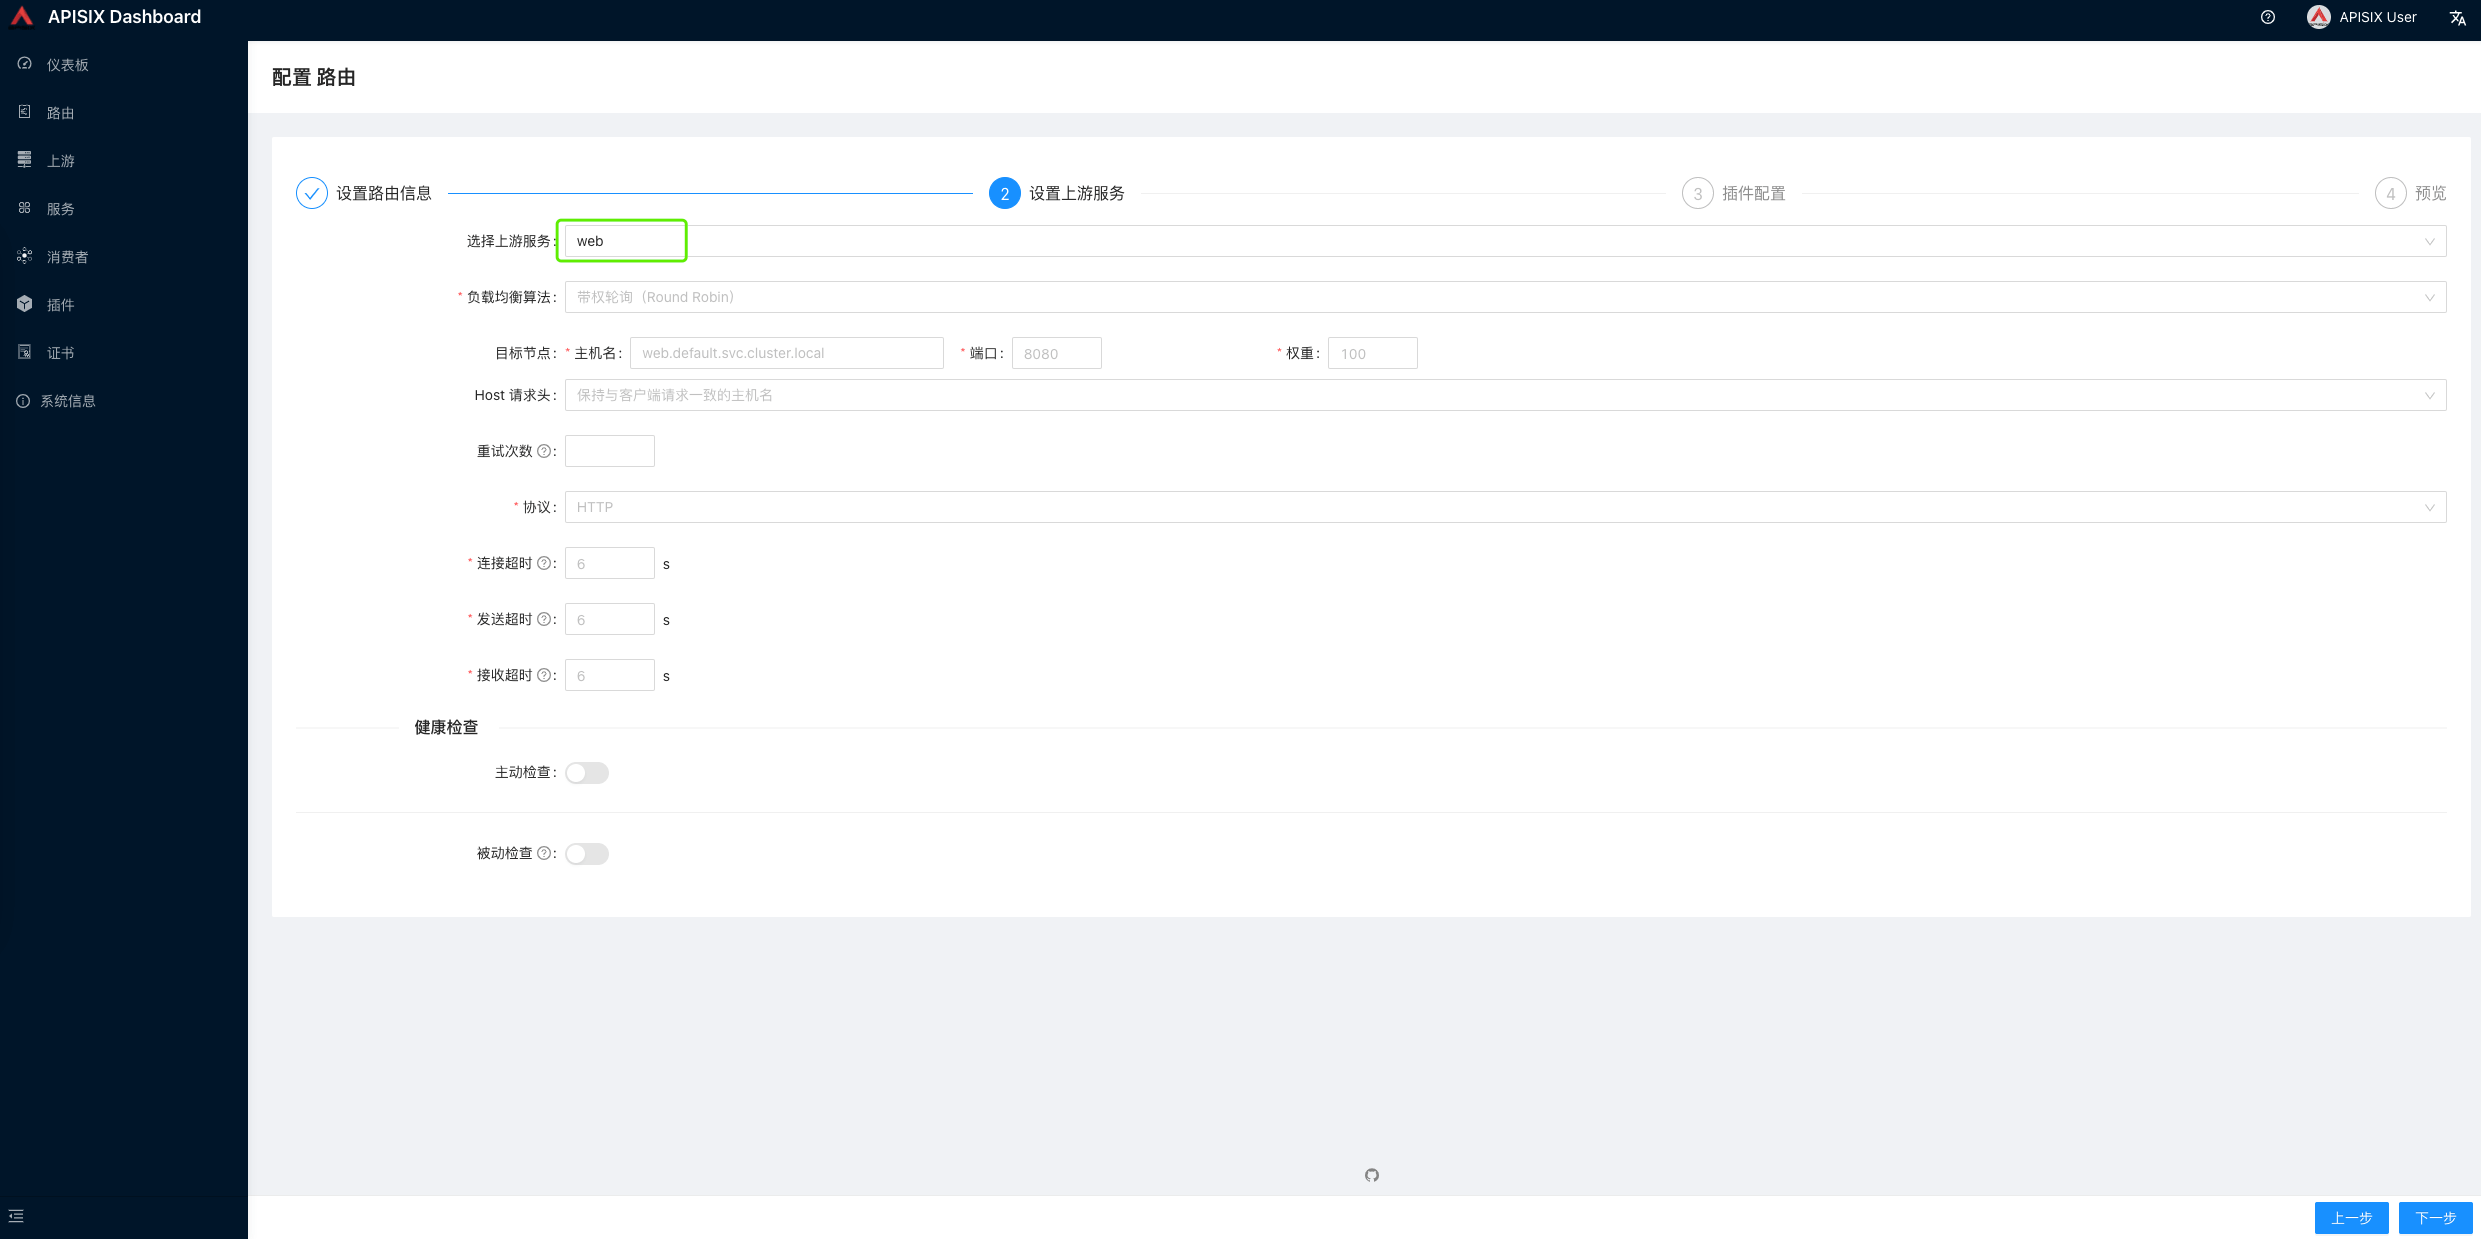 APISIX Dashboard
APISIX User
仪表板
路由
上游
服务
消费者
插件
证书
系统信息
配置 路由
设置路由信息
2 设置上游服务
3 插件配置
4 预览
选择上游服务: web
* 负载均衡算法: 带权轮询（Round Robin）
目标节点: * 主机名: web.default.svc.cluster.local * 端口: 8080 * 权重: 100
Host 请求头: 保持与客户端请求一致的主机名
重试次数 ? :
* 协议: HTTP
* 连接超时 ? : 6 s
* 发送超时 ? : 6 s
* 接收超时 ? : 6 s
健康检查
主动检查:
被动检查 ? :
上一步 下一步